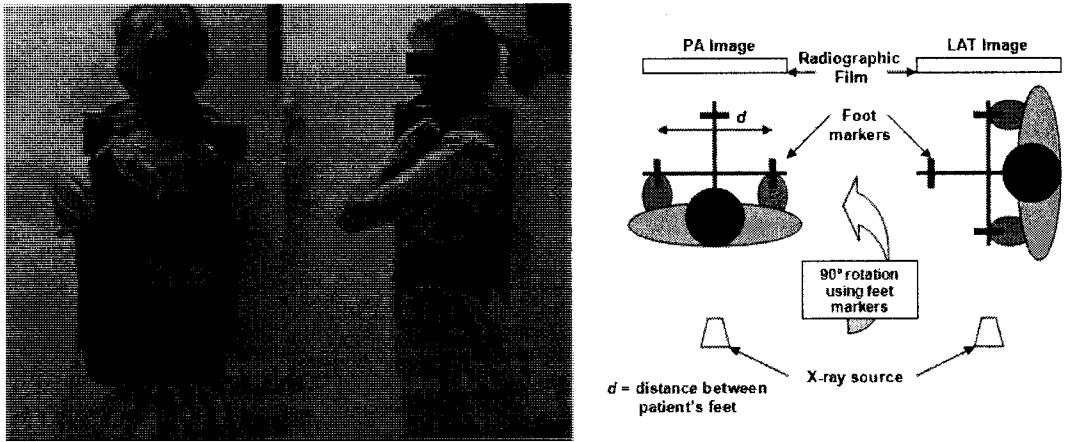 PA Image
LAT Image
Radiographic
Film
d
Foot
markers
90° rotation
using feet
markers
X-ray source
d = distance between
patient's feet